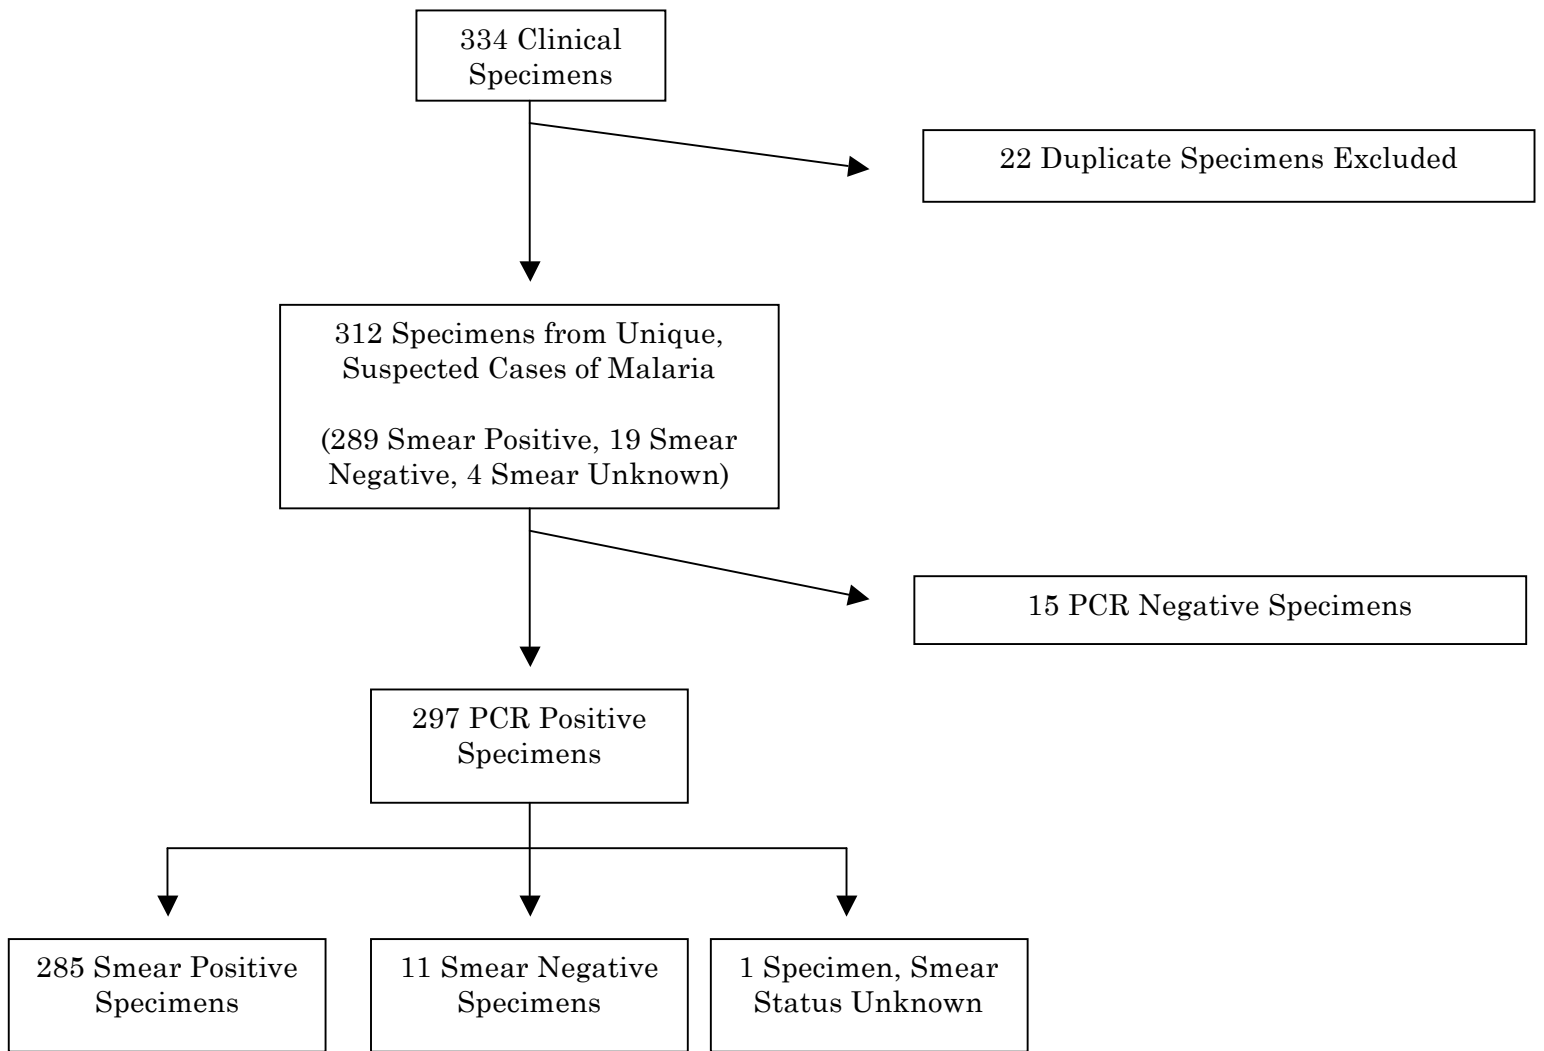 334 Clinical
Specimens
22 Duplicate Specimens Excluded
312 Specimens from Unique,
Suspected Cases of Malaria
(289 Smear Positive, 19 Smear
Negative, 4 Smear Unknown)
15 PCR Negative Specimens
297 PCR Positive
Specimens
285 Smear Positive
Specimens
11 Smear Negative
Specimens
1 Specimen, Smear
Status Unknown